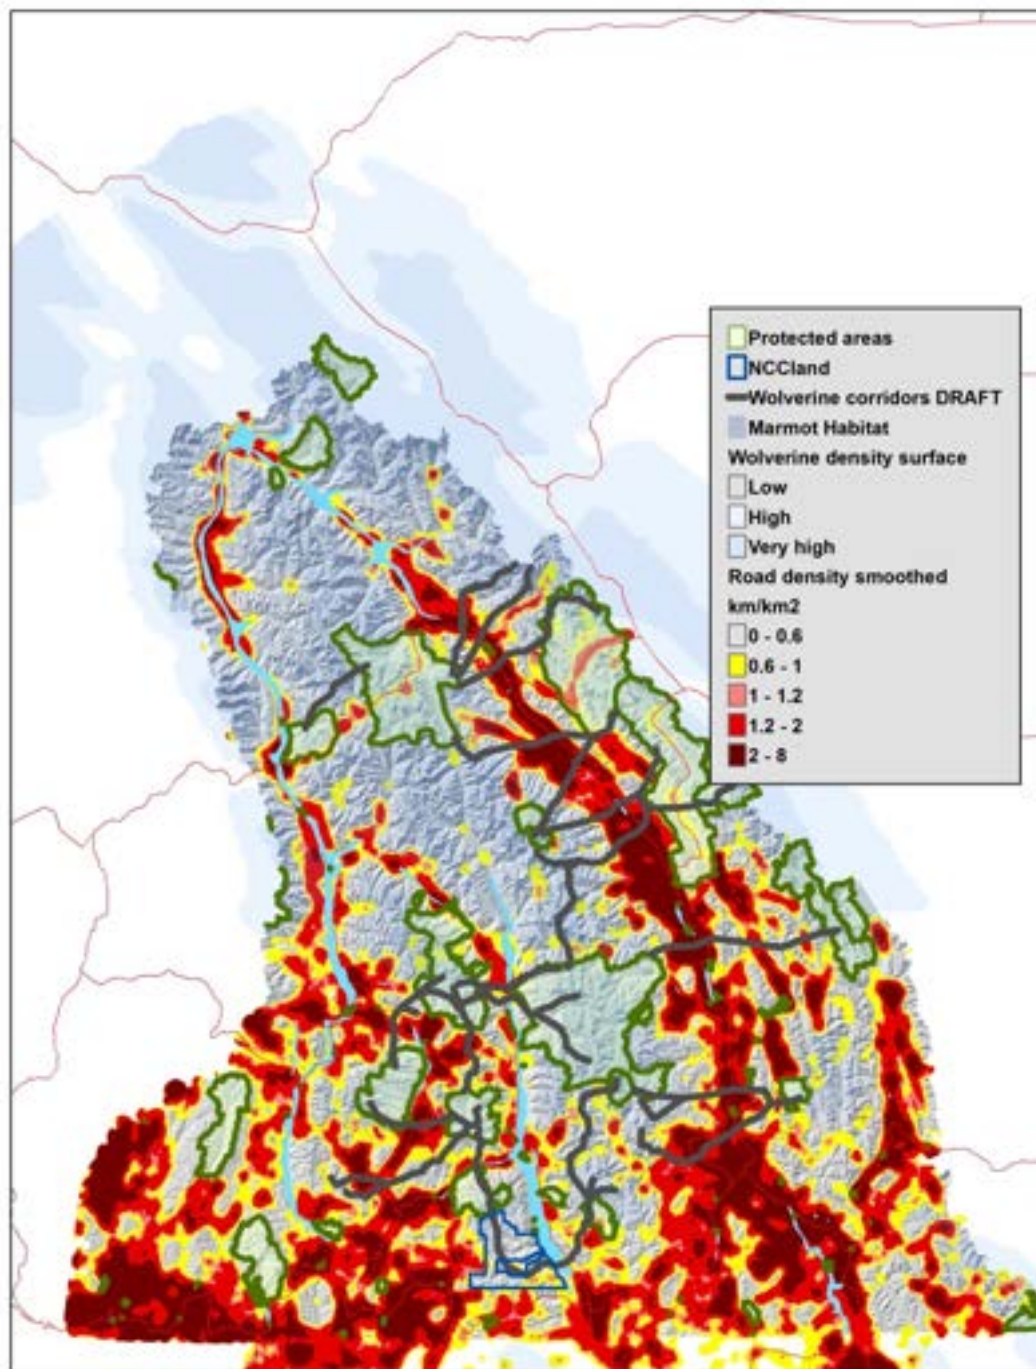 Protected areas
NCCland
Wolverine corridors DRAFT
Marmot Habitat
Wolverine density surface
Low
High
Very high
Road density smoothed
km/km2
0 - 0.6
0.6 - 1
1 - 1.2
1.2 - 2
2 - 8